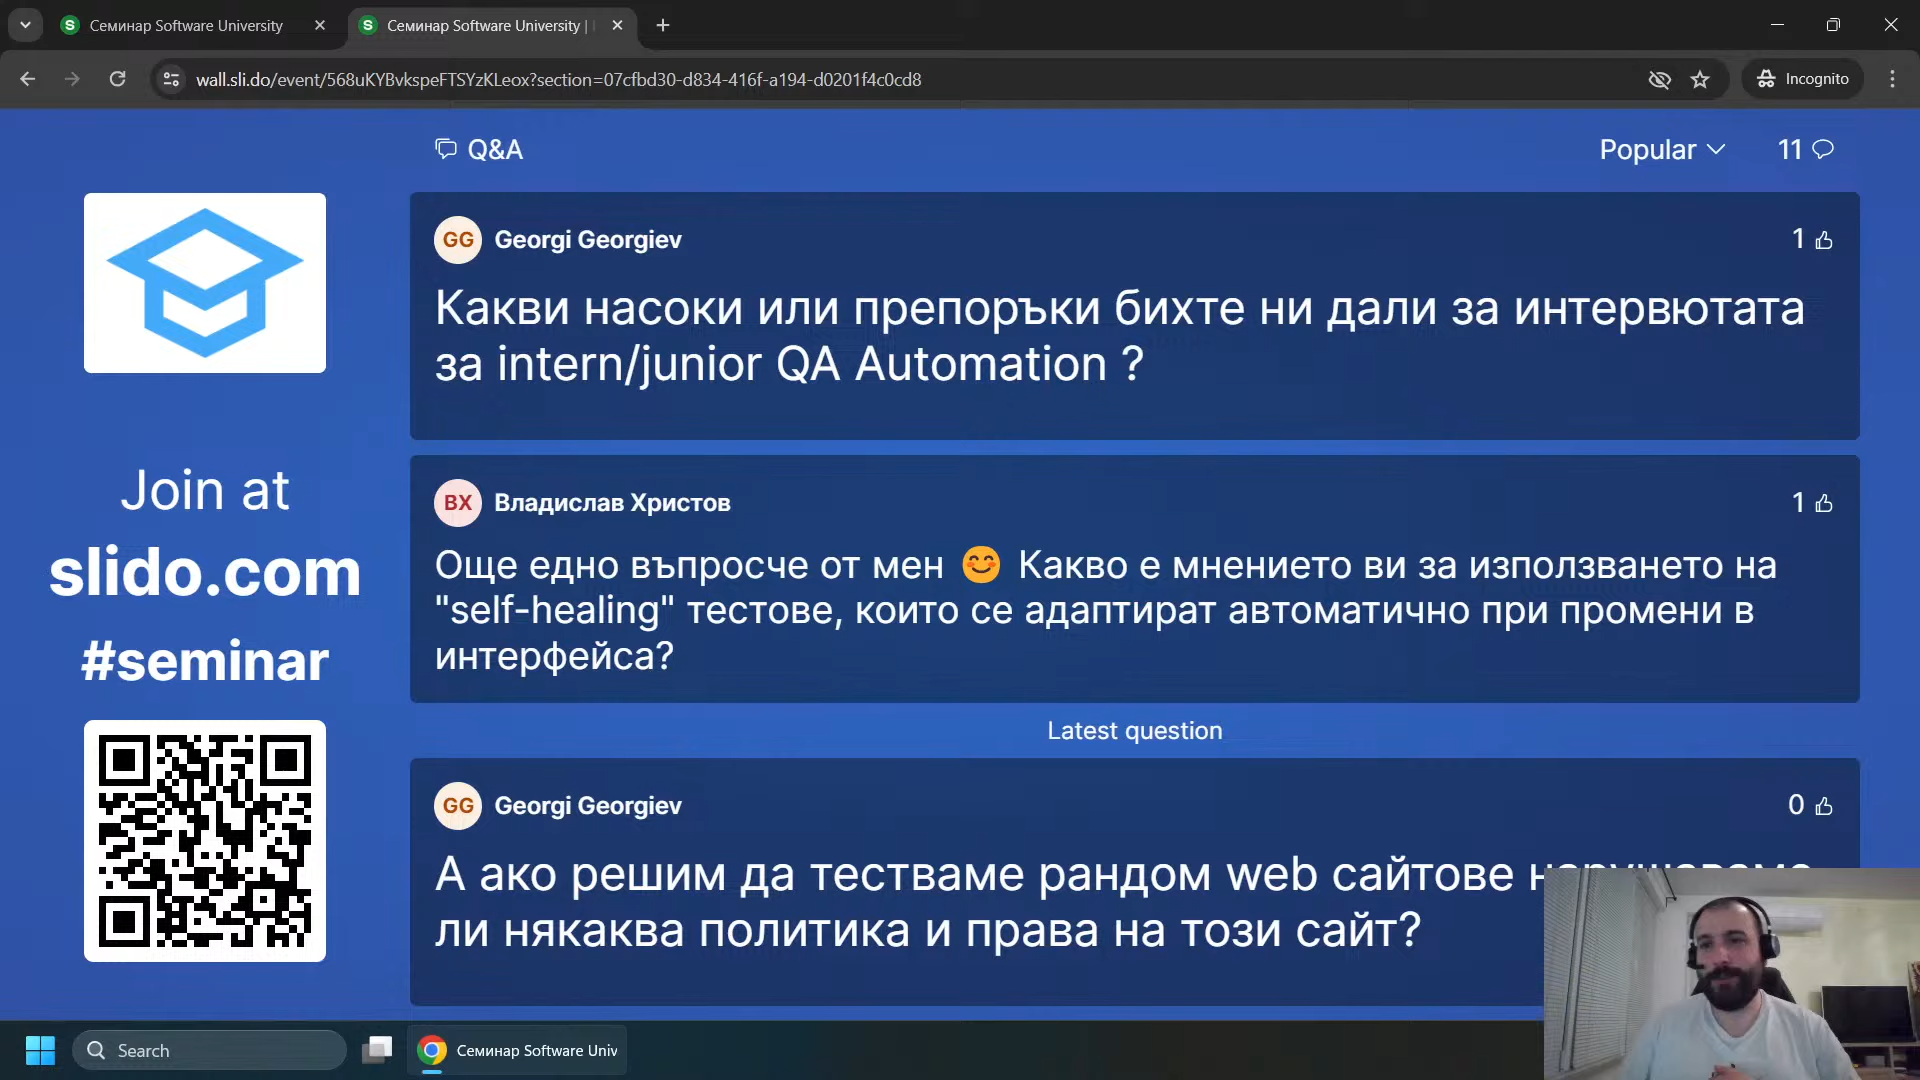 Семинар Software University
Семинар Software University |
wall.sli.do/event/568uKYBvkspeFTSYzKLeox?section=07cfbd30-d834-416f-a194-d0201f4c0cd8
Incognito
Q&A
Popular
11
GG
Georgi Georgiev
1
Какви насоки или препоръки бихте ни дали за интервютата
за intern/junior QA Automation ?
Join at
slido.com
#seminar
ВХ
Владислав Христов
1
Още едно въпросче от мен 😊 Какво е мнението ви за използването на
"self-healing" тестове, които се адаптират автоматично при промени в
интерфейса?
Latest question
GG
Georgi Georgiev
0
А ако решим да тестваме рандом web сайтове
ли някаква политика и права на този сайт?
Search
Семинар Software Univ